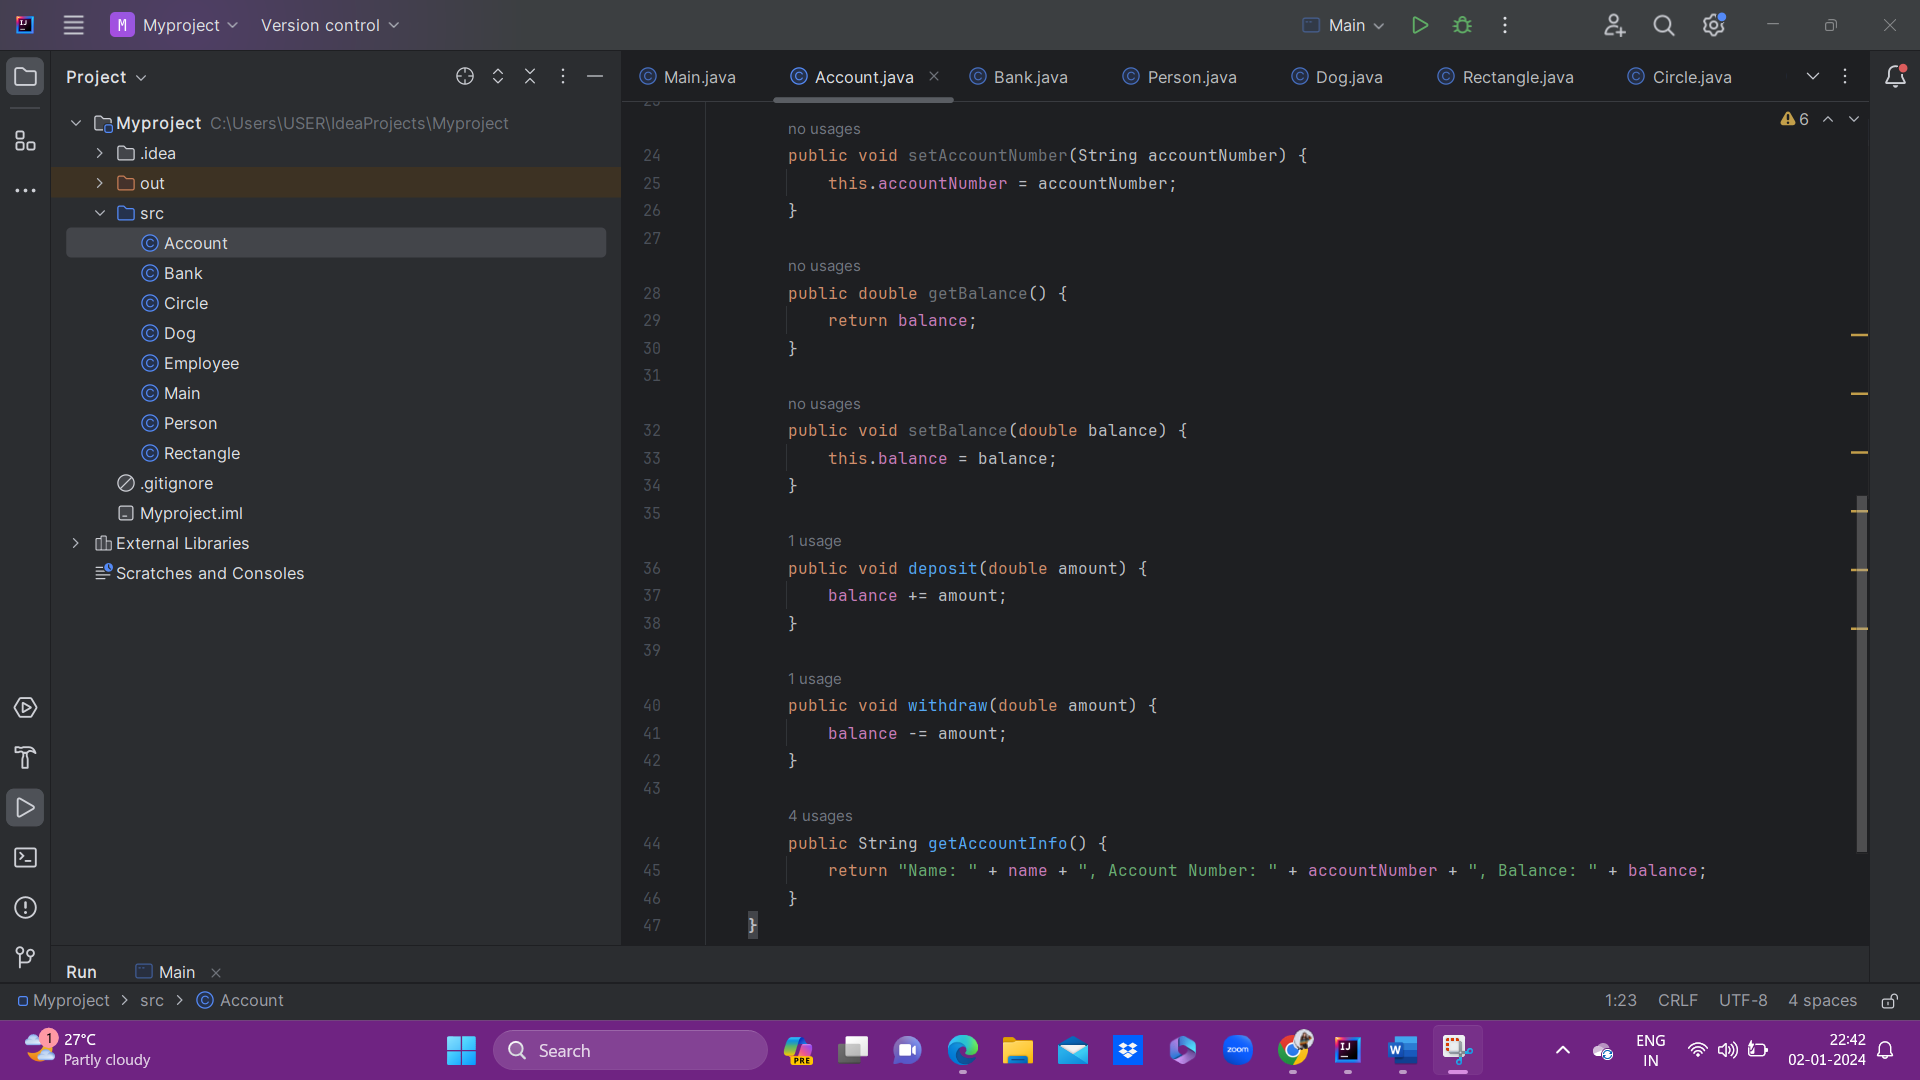 M Myproject Version control Main
Project
Main.java Account.java Bank.java Person.java Dog.java Rectangle.java Circle.java
Myproject C:\Users\USER\IdeaProjects\Myproject
.idea
out
src
Account
Bank
Circle
Dog
Employee
Main
Person
Rectangle
.gitignore
Myproject.iml
External Libraries
Scratches and Consoles
6
no usages
24 public void setAccountNumber(String accountNumber) {
25 this.accountNumber = accountNumber;
26 }
27
no usages
28 public double getBalance() {
29 return balance;
30 }
31
no usages
32 public void setBalance(double balance) {
33 this.balance = balance;
34 }
35
1 usage
36 public void deposit(double amount) {
37 balance += amount;
38 }
39
1 usage
40 public void withdraw(double amount) {
41 balance -= amount;
42 }
43
4 usages
44 public String getAccountInfo() {
45 return "Name: " + name + ", Account Number: " + accountNumber + ", Balance: " + balance;
46 }
47 }
Run Main
Myproject > src > Account 1:23 CRLF UTF-8 4 spaces
1 27°C
Partly cloudy
Search
PRE
zoom
ENG
IN
22:42
02-01-2024